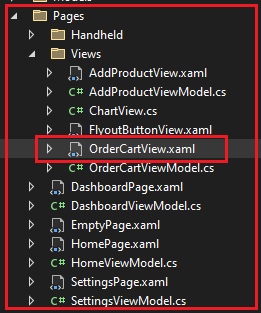 Pages
Handheld
Views
AddProductView.xaml
C# AddProductViewModel.cs
C# ChartView.cs
FlyoutButtonView.xaml
OrderCartView.xaml
C# OrderCartViewModel.cs
DashboardPage.xaml
C# DashboardViewModel.cs
EmptyPage.xaml
HomePage.xaml
C# HomeViewModel.cs
SettingsPage.xaml
C# SettingsViewModel.cs